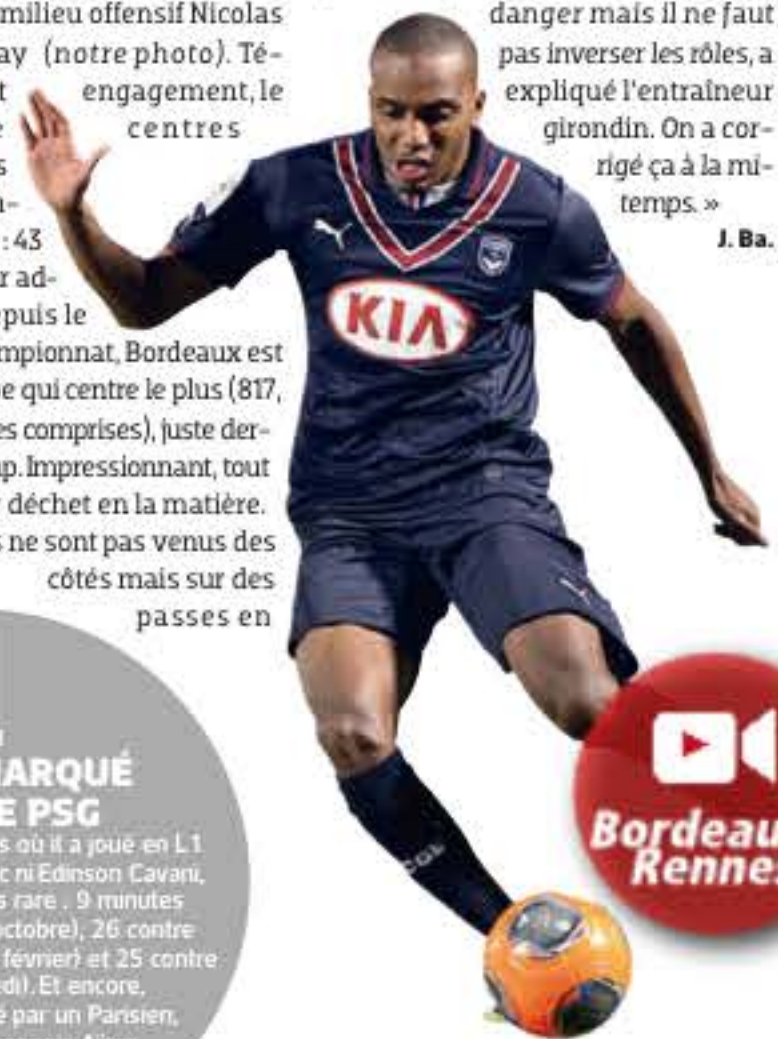 milieu offensif Nicolas
ay (notre photo). Té-
engagement, le
centres
: 43
r ad-
puis le
mpionnat, Bordeaux est
e qui centre le plus (817,
es comprises), juste der-
up. Impressionnant, tout
déchet en la matière.
s ne sont pas venus des
côtés mais sur des
passes en
danger mais il ne faut
pas inverser les rôles, a
expliqué l'entraîneur
girondin. On a cor-
rigé ça à la mi-
temps. »
J. Ba.
KIA
ARQUÉ
E PSG
s où il a joué en L1
c ni Edinson Cavani,
s rare . 9 minutes
octobre), 26 contre
février) et 25 contre
di). Et encore,
é par un Parisien,
Bordeau
Renne